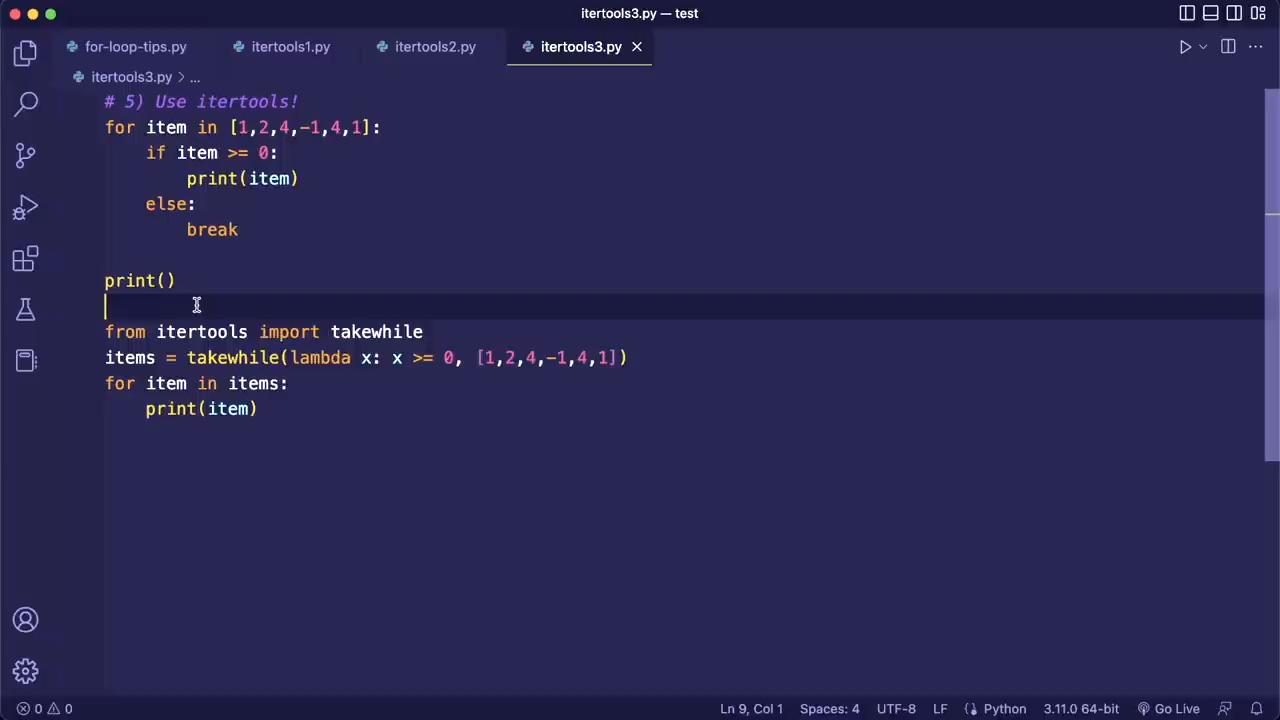 itertools3.py — test
for-loop-tips.py
itertools1.py
itertools2.py
itertools3.py
itertools3.py > ...
# 5) Use itertools!
for item in [1,2,4,-1,4,1]:
    if item >= 0:
        print(item)
    else:
        break
print()
from itertools import takewhile
items = takewhile(lambda x: x >= 0, [1,2,4,-1,4,1])
for item in items:
    print(item)
0 0
Ln 9, Col 1
Spaces: 4
UTF-8
LF
Python
3.11.0 64-bit
Go Live